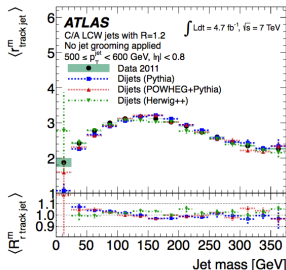 ⟨r^m_track jet⟩
ATLAS
C/A LCW jets with R=1.2
∫ Ldt = 4.7 fb⁻¹, √s = 7 TeV
No jet grooming applied
500 ≤ p_T^jet < 600 GeV, |η| < 0.8
Data 2011
Dijets (Pythia)
Dijets (POWHEG+Pythia)
Dijets (Herwig++)
6
5
4
3
2
1
⟨R^m_r track jet⟩
1.1
1.0
0.9
0 50 100 150 200 250 300 350
Jet mass [GeV]